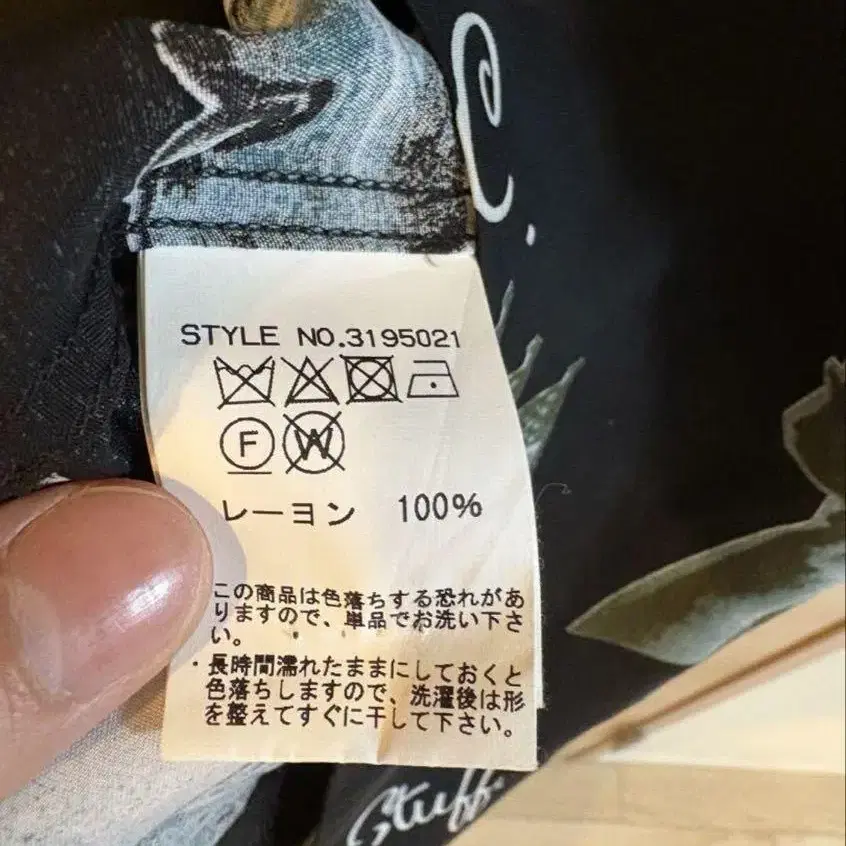 STYLE NO.3195021
F W
レーヨン 100%
この商品は色落ちする恐れがあ
りますので、単品でお洗い下さ
い。
・長時間濡れたままにしておくと
色落ちしますので、洗濯後は形
を整えてすぐに干して下さい。
Stuff.